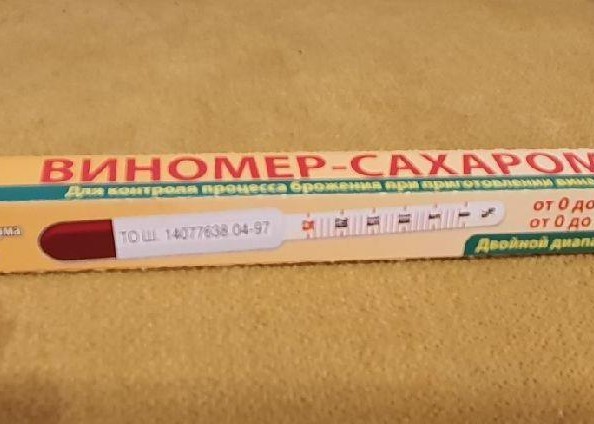 ВИНОМЕР-САХАРОМ
Для контроля процесса брожения при приготовлении вин
от 0 до
ТО Ш. 14077638.04-97
от 0 до
Двойной диапа